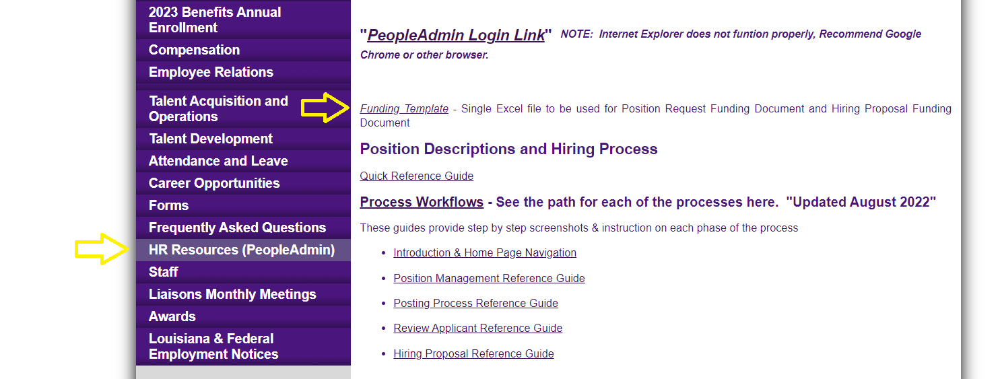 2023 Benefits Annual
Enrollment
Compensation
Employee Relations
Talent Acquisition and
Operations
Talent Development
Attendance and Leave
Career Opportunities
Forms
Frequently Asked Questions
HR Resources (PeopleAdmin)
Staff
Liaisons Monthly Meetings
Awards
Louisiana & Federal
Employment Notices
"PeopleAdmin Login Link" NOTE: Internet Explorer does not funtion properly, Recommend Google
Chrome or other browser.
Funding Template - Single Excel file to be used for Position Request Funding Document and Hiring Proposal Funding
Document
Position Descriptions and Hiring Process
Quick Reference Guide
Process Workflows - See the path for each of the processes here. "Updated August 2022"
These guides provide step by step screenshots & instruction on each phase of the process
• Introduction & Home Page Navigation
• Position Management Reference Guide
• Posting Process Reference Guide
• Review Applicant Reference Guide
• Hiring Proposal Reference Guide